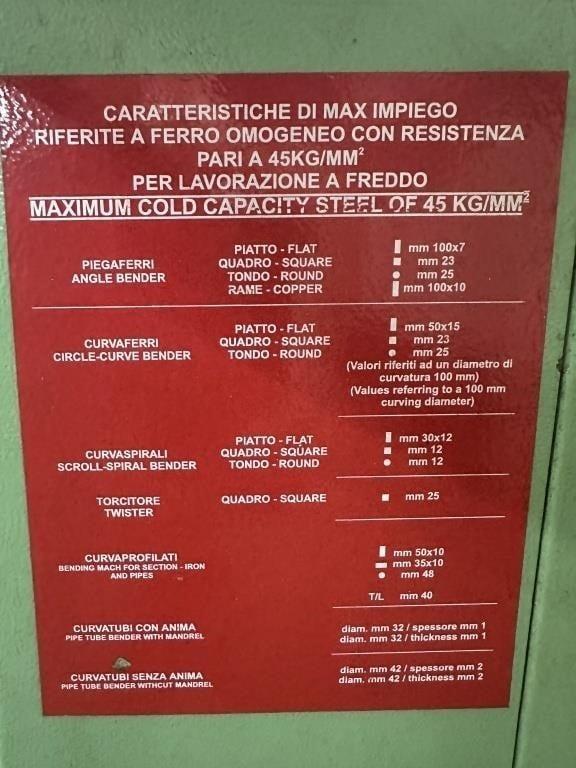 CARATTERISTICHE DI MAX IMPIEGO
RIFERITE A FERRO OMOGENEO CON RESISTENZA
PARI A 45KG/MM²
PER LAVORAZIONE A FREDDO
MAXIMUM COLD CAPACITY STEEL OF 45 KG/MM²
PIEGAFERRI
ANGLE BENDER
PIATTO - FLAT mm 100x7
QUADRO - SQUARE mm 23
TONDO - ROUND mm 25
RAME - COPPER mm 100x10
CURVAFERRI
CIRCLE-CURVE BENDER
PIATTO - FLAT mm 50x15
QUADRO - SQUARE mm 23
TONDO - ROUND mm 25
(Valori riferiti ad un diametro di
curvatura 100 mm)
(Values referring to a 100 mm
curving diameter)
CURVASPIRALI
SCROLL-SPIRAL BENDER
PIATTO - FLAT mm 30x12
QUADRO - SQUARE mm 12
TONDO - ROUND mm 12
TORCITORE
TWISTER
QUADRO - SQUARE mm 25
CURVAPROFILATI
BENDING MACH FOR SECTION - IRON
AND PIPES
mm 50x10
mm 35x10
mm 48
T/L mm 40
CURVATUBI CON ANIMA
PIPE TUBE BENDER WITH MANDREL
diam. mm 32 / spessore mm 1
diam. mm 32 / thickness mm 1
CURVATUBI SENZA ANIMA
PIPE TUBE BENDER WITHCUT MANDREL
diam. mm 42 / spessore mm 2
diam. mm 42 / thickness mm 2